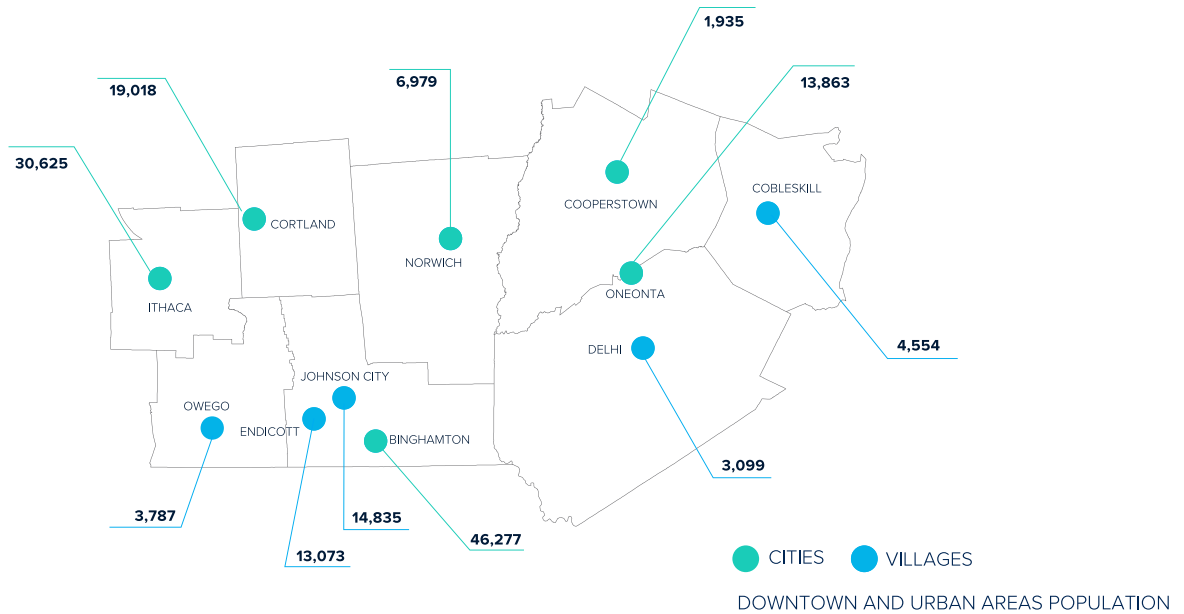 1,935
19,018
6,979
13,863
30,625
COBLESKILL
COOPERSTOWN
CORTLAND
NORWICH
ONEONTA
ITHACA
4,554
DELHI
JOHNSON CITY
OWEGO
ENDICOTT
BINGHAMTON
3,099
3,787
14,835
46,277
13,073
CITIES
VILLAGES
DOWNTOWN AND URBAN AREAS POPULATION